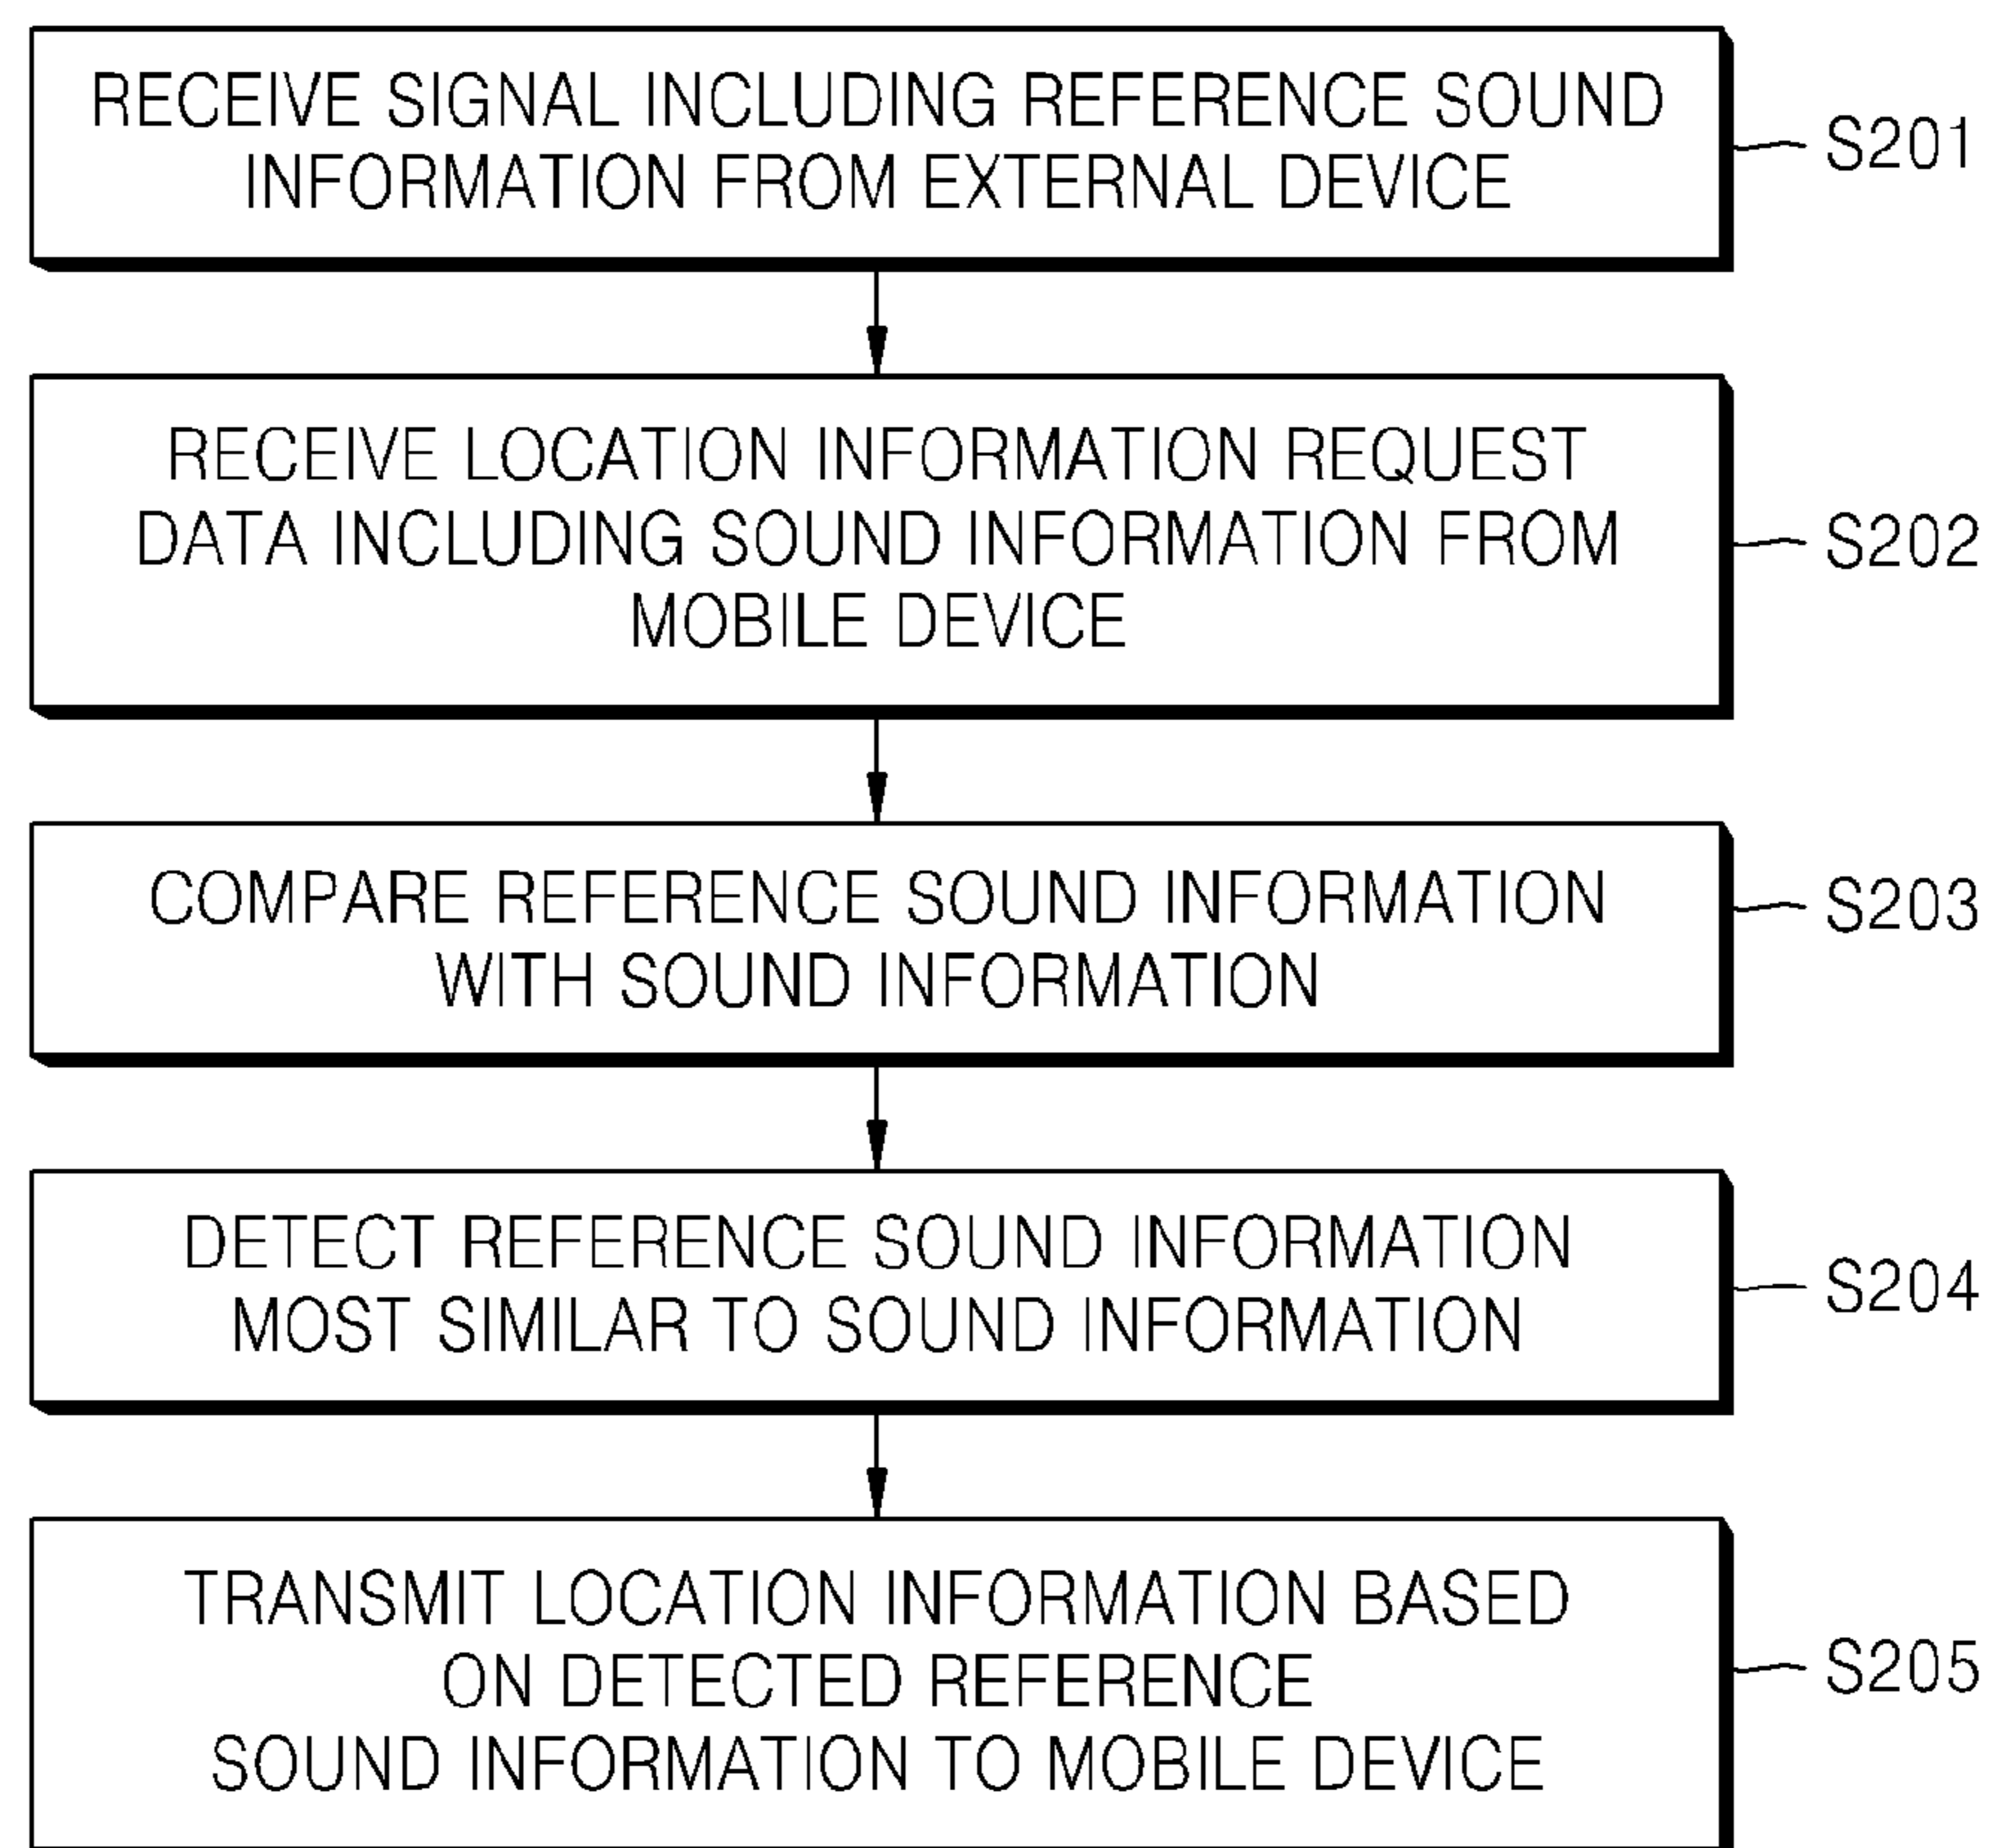 RECEIVE SIGNAL INCLUDING REFERENCE SOUND
INFORMATION FROM EXTERNAL DEVICE
S201
RECEIVE LOCATION INFORMATION REQUEST
DATA INCLUDING SOUND INFORMATION FROM
MOBILE DEVICE
S202
COMPARE REFERENCE SOUND INFORMATION
WITH SOUND INFORMATION
S203
DETECT REFERENCE SOUND INFORMATION
MOST SIMILAR TO SOUND INFORMATION
S204
TRANSMIT LOCATION INFORMATION BASED
ON DETECTED REFERENCE
SOUND INFORMATION TO MOBILE DEVICE
S205